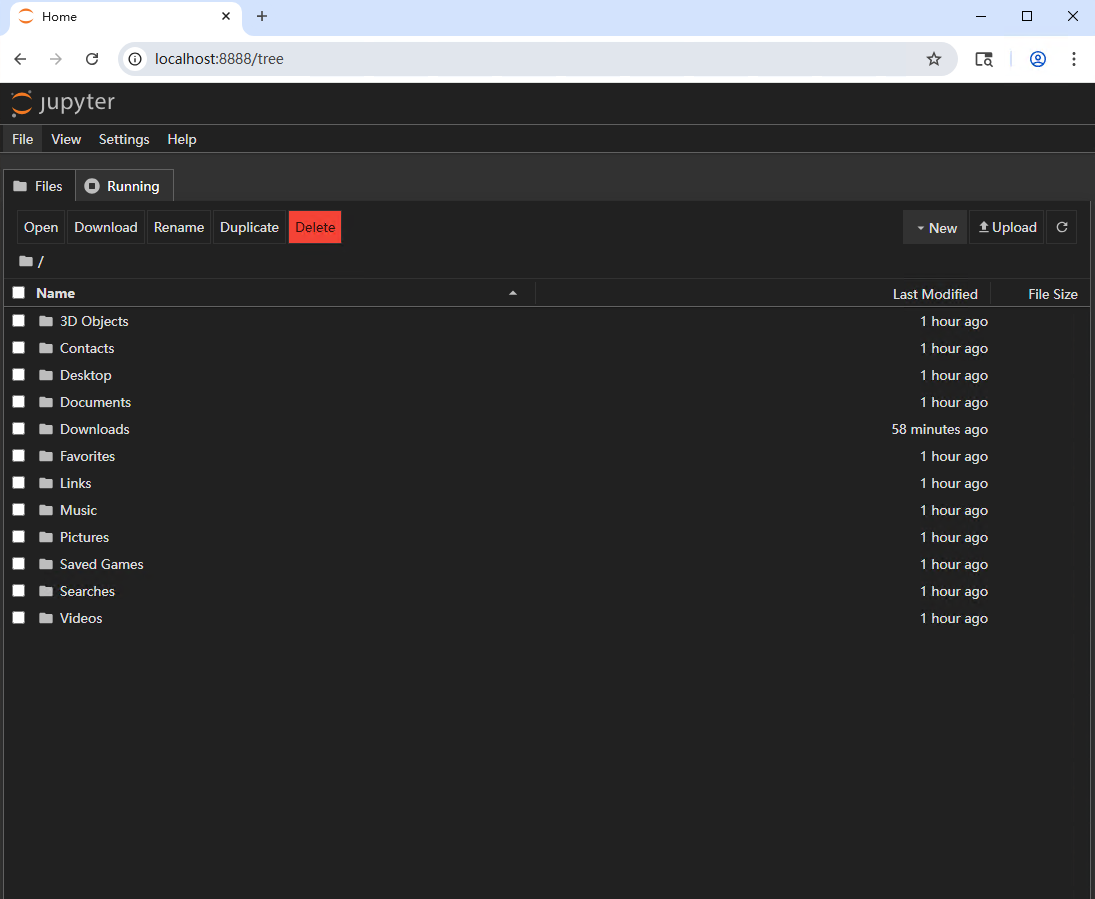 Home
localhost:8888/tree
jupyter
File View Settings Help
Files Running
Open Download Rename Duplicate Delete New Upload
/
Name Last Modified File Size
3D Objects 1 hour ago
Contacts 1 hour ago
Desktop 1 hour ago
Documents 1 hour ago
Downloads 58 minutes ago
Favorites 1 hour ago
Links 1 hour ago
Music 1 hour ago
Pictures 1 hour ago
Saved Games 1 hour ago
Searches 1 hour ago
Videos 1 hour ago